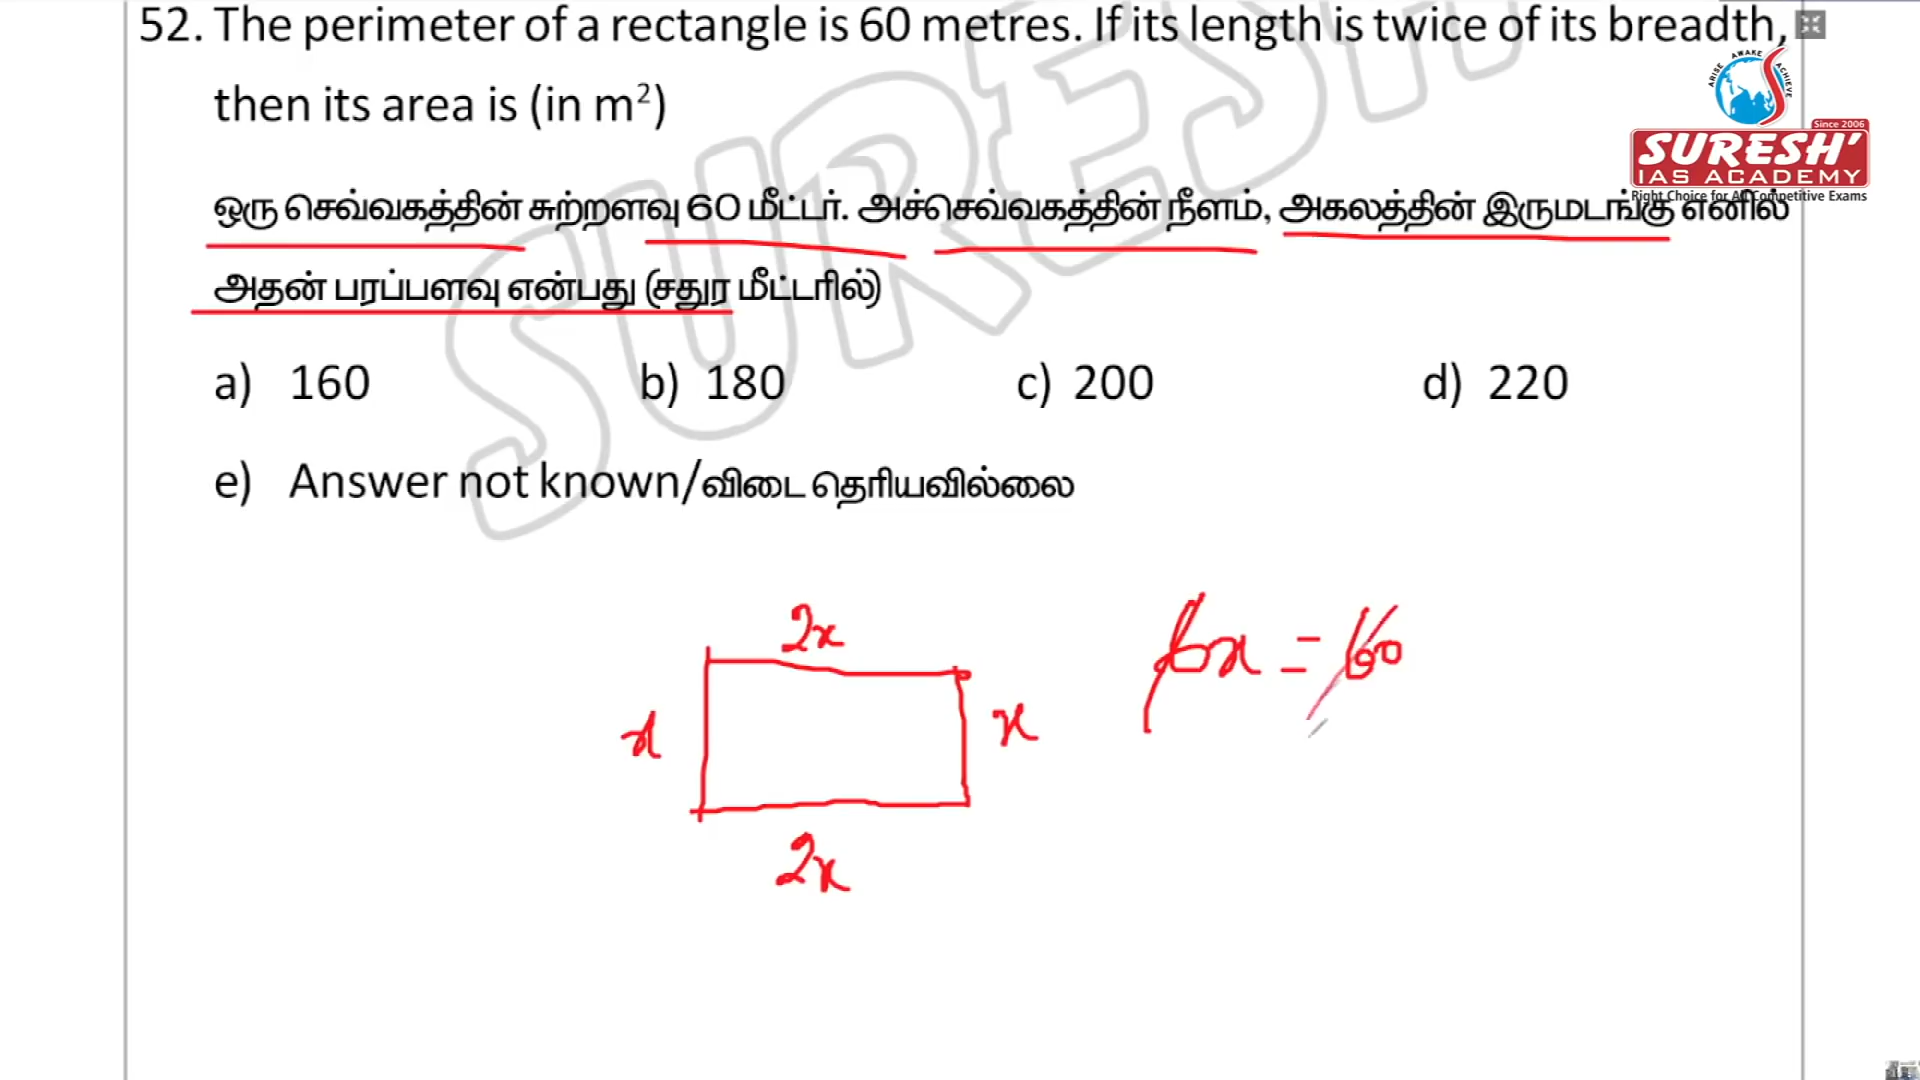 52. The perimeter of a rectangle is 60 metres. If its length is twice of its breadth,
then its area is (in m²)
ஒரு செவ்வகத்தின் சுற்றளவு 60 மீட்டர். அச்செவ்வகத்தின் நீளம், அகலத்தின் இருமடங்கு எனில்
அதன் பரப்பளவு என்பது (சதுர மீட்டரில்)
a) 160 b) 180 c) 200 d) 220
e) Answer not known/விடை தெரியவில்லை
2x
6x = 60
x x
2x
ARISE AWAKE ACHIEVE
Since 2006
SURESH'
IAS ACADEMY
Right Choice for All Competitive Exams
SURESH'